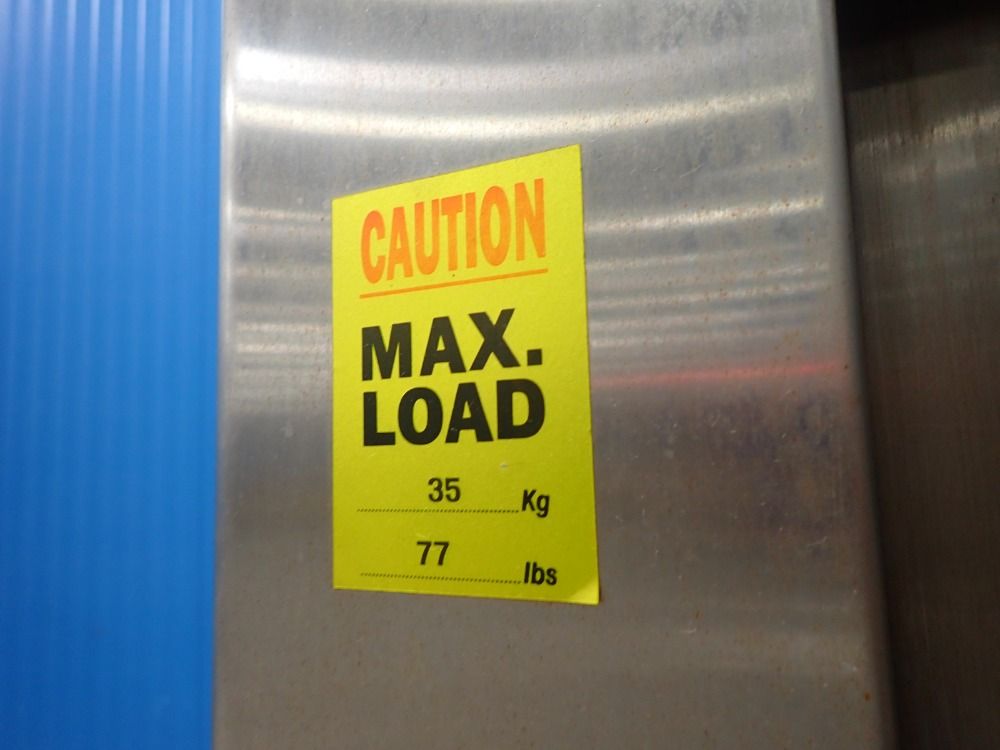 CAUTION
MAX.
LOAD
35 Kg
77 lbs